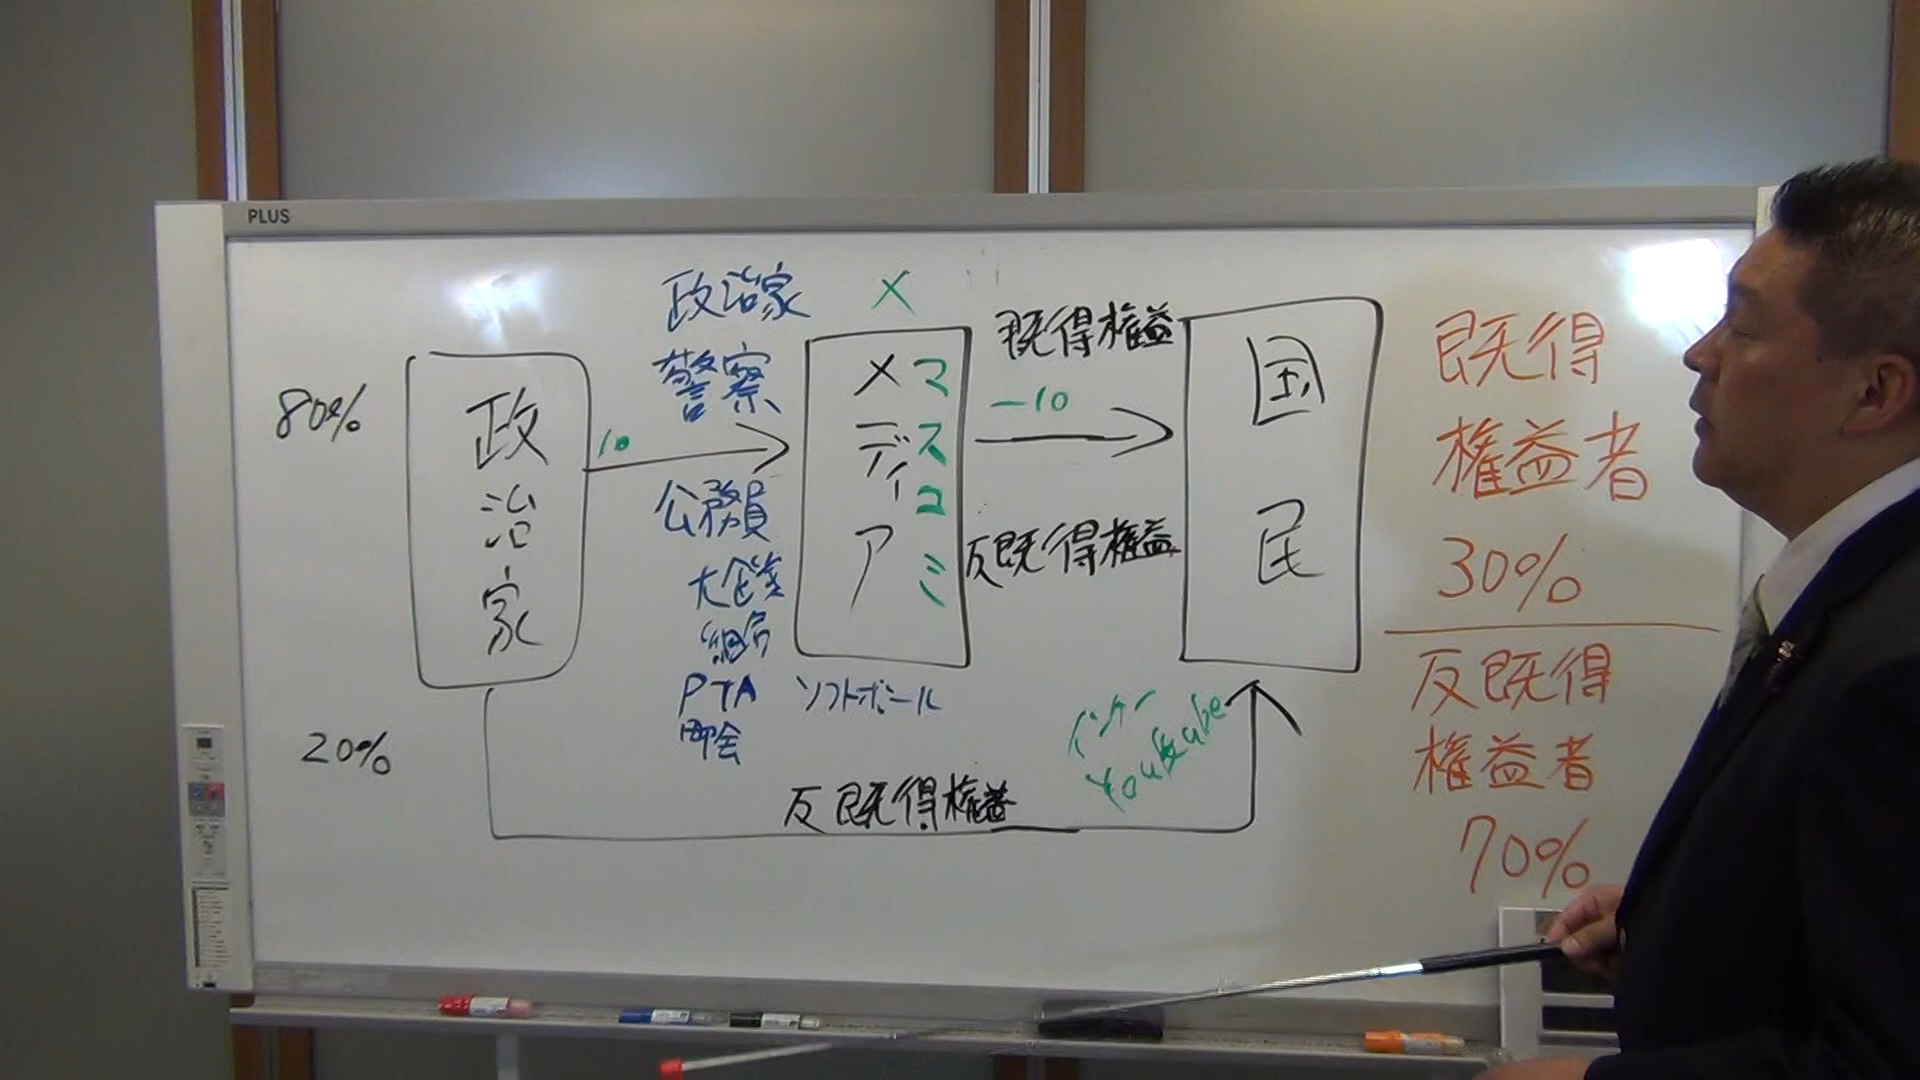 PLUS
80%
20%
政治家
10
政治家
警察
公務員
大企業
組合
PTA
町会
ソフトボール
×
メディア
マスコミ
既得権益
-10
反既得権益
国民
反既得権益
既得
権益者
30%
反既得
権益者
70%